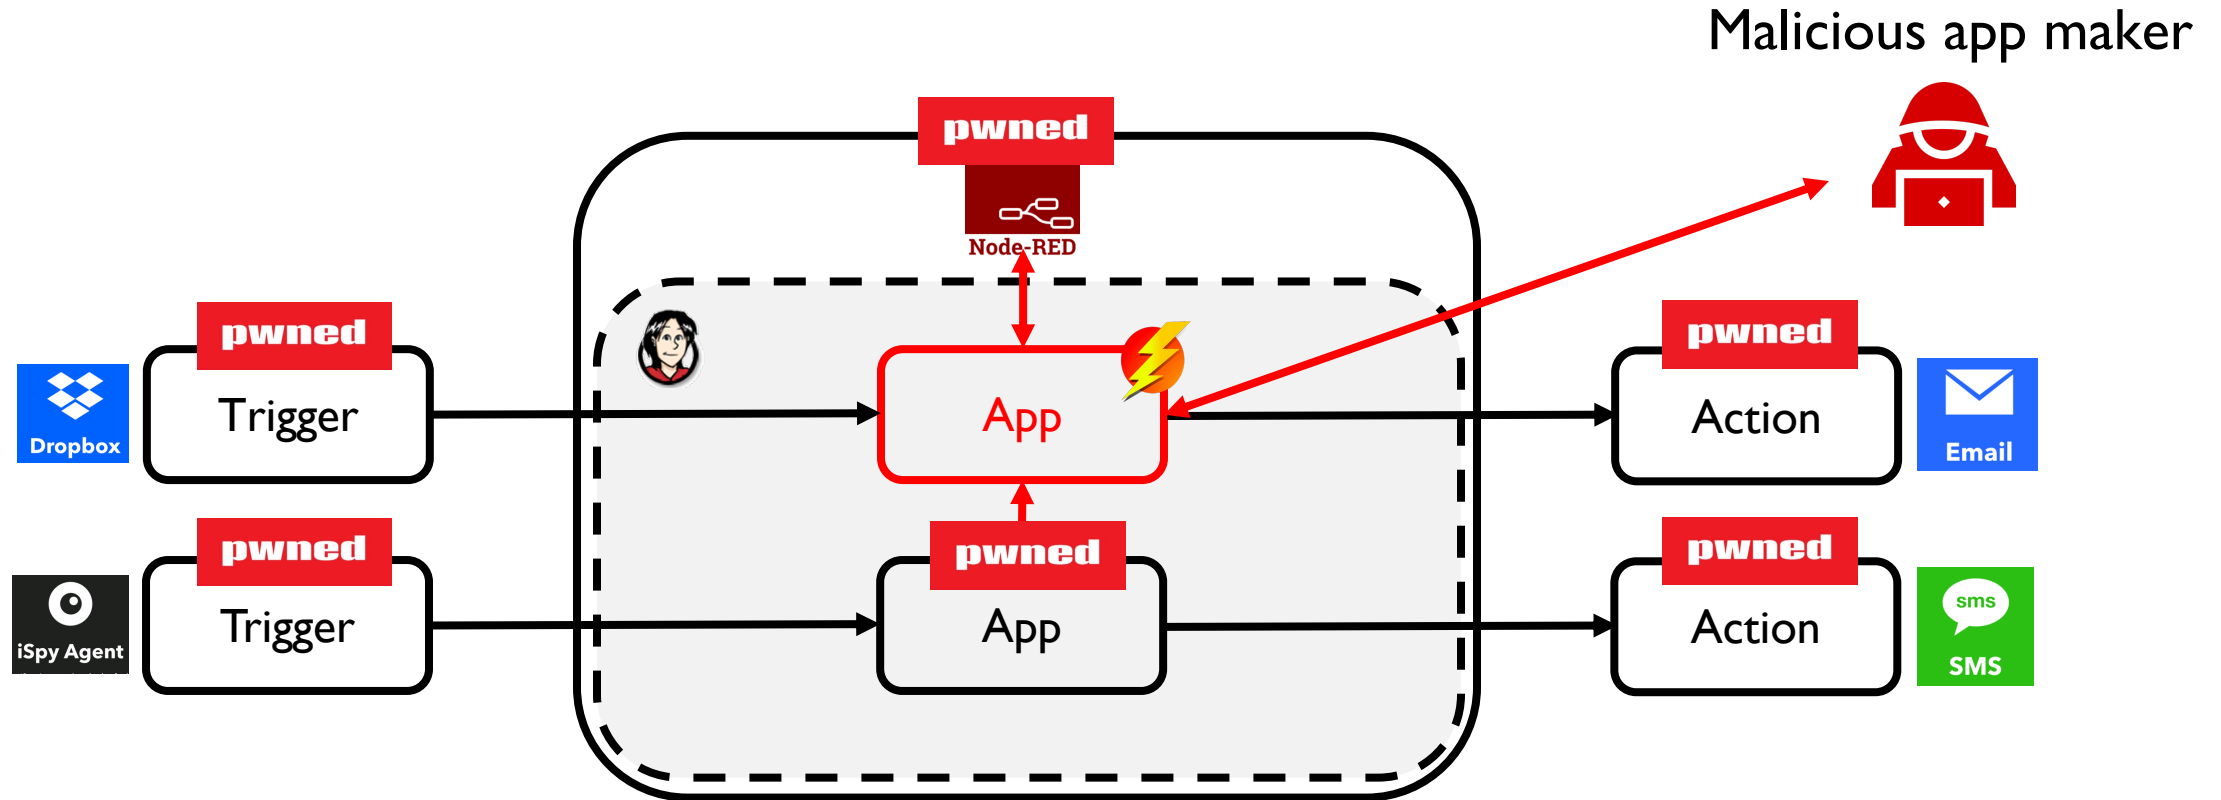 Malicious app maker
pwned
Node-RED
pwned
Trigger
Dropbox
App
pwned
Action
Email
pwned
Trigger
iSpy Agent
pwned
App
pwned
Action
sms
SMS